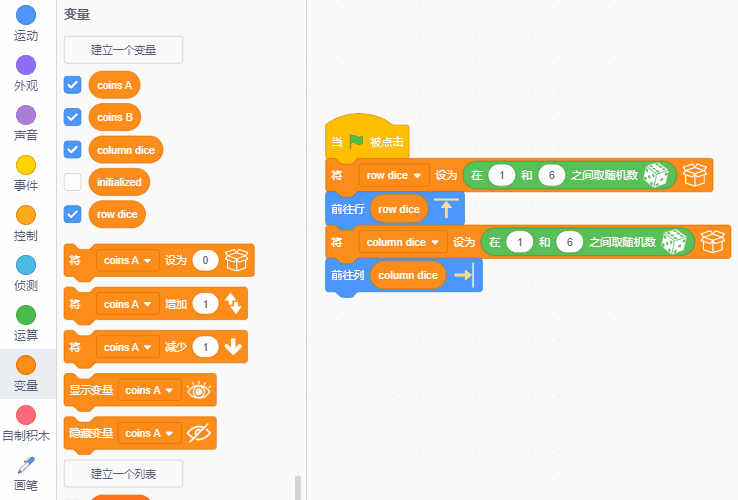 运动
外观
声音
事件
控制
侦测
运算
变量
自制积木
画笔
变量
建立一个变量
coins A
coins B
column dice
initialized
row dice
将 coins A 设为 0
将 coins A 增加 1
将 coins A 减少 1
显示变量 coins A
隐藏变量 coins A
建立一个列表
当 被点击
将 row dice 设为 在 1 和 6 之间取随机数
前往行 row dice
将 column dice 设为 在 1 和 6 之间取随机数
前往列 column dice